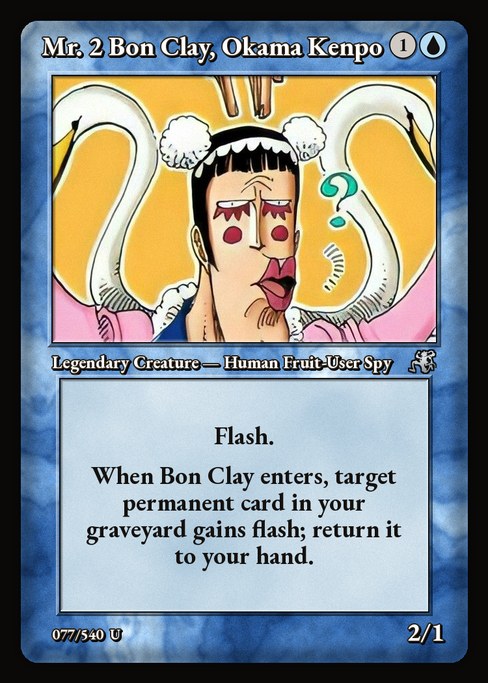 Mr. 2 Bon Clay, Okama Kenpo 1
?
Legendary Creature — Human Fruit-User Spy
Flash.
When Bon Clay enters, target
permanent card in your
graveyard gains flash; return it
to your hand.
077/540 U
2/1